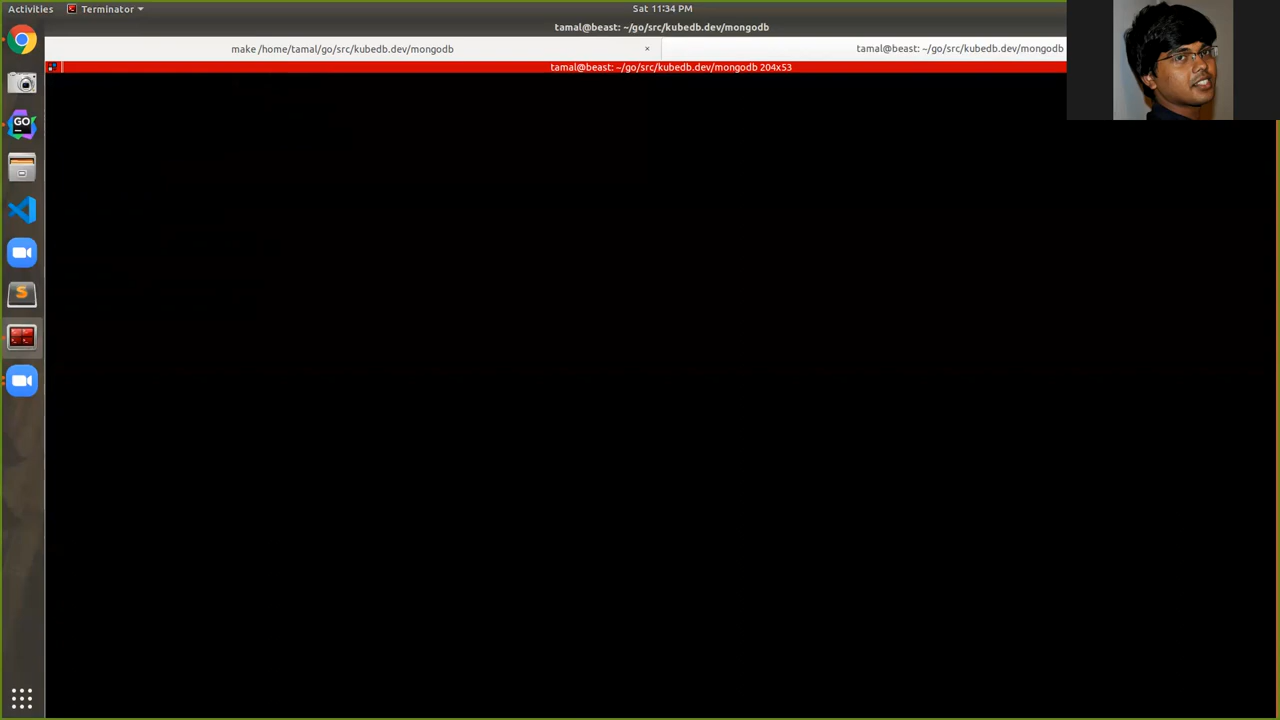 Activities
Terminator
Sat 11:34 PM
tamal@beast: ~/go/src/kubedb.dev/mongodb
make /home/tamal/go/src/kubedb.dev/mongodb ×
tamal@beast: ~/go/src/kubedb.dev/mongodb
tamal@beast: ~/go/src/kubedb.dev/mongodb 204x53
GO
S